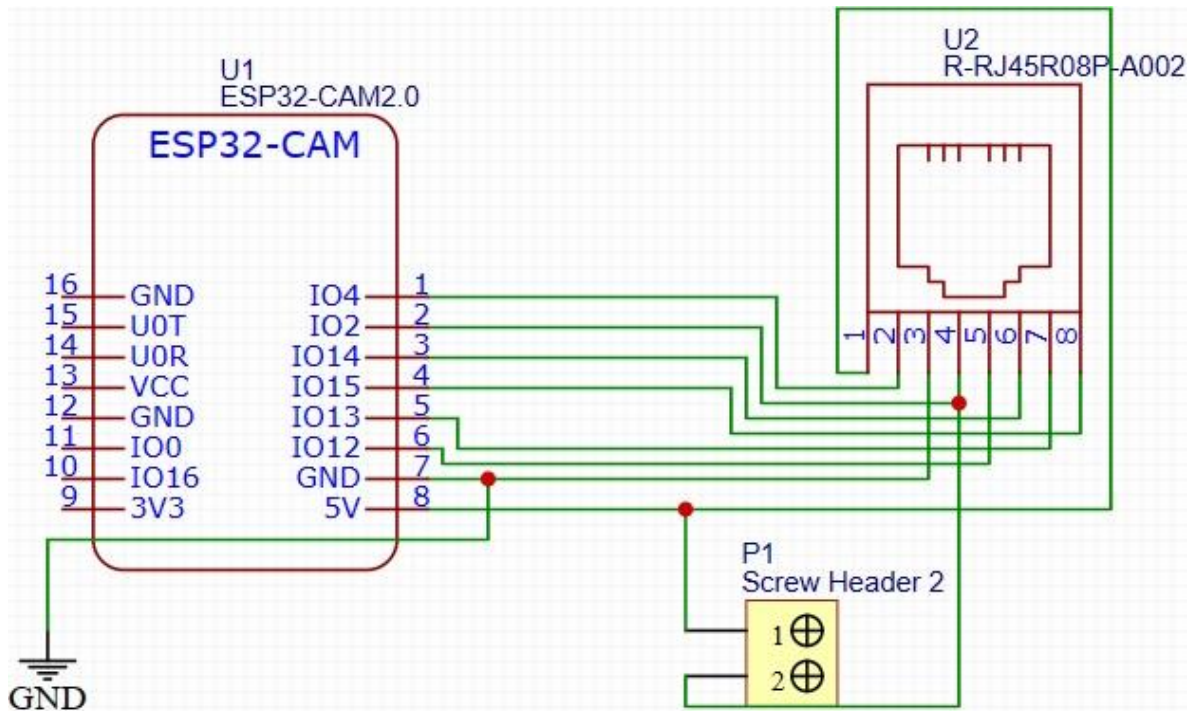 U1
ESP32-CAM2.0
ESP32-CAM
16 GND IO4 1
15 U0T IO2 2
14 U0R IO14 3
13 VCC IO15 4
12 GND IO13 5
11 IO0 IO12 6
10 IO16 GND 7
9 3V3 5V 8
GND
U2
R-RJ45R08P-A002
1 2 3 4 5 6 7 8
P1
Screw Header 2
1
2